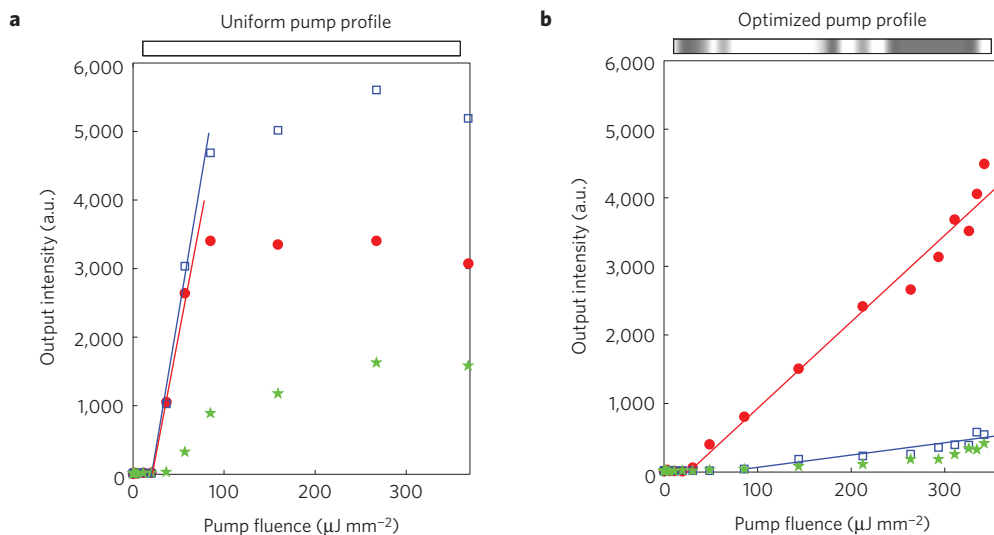 a
Uniform pump profile
6,000
5,000
4,000
3,000
2,000
1,000
0
0
100
200
300
Output intensity (a.u.)
Pump fluence (μJ mm⁻²)
b
Optimized pump profile
6,000
5,000
4,000
3,000
2,000
1,000
0
0
100
200
300
Output intensity (a.u.)
Pump fluence (μJ mm⁻²)